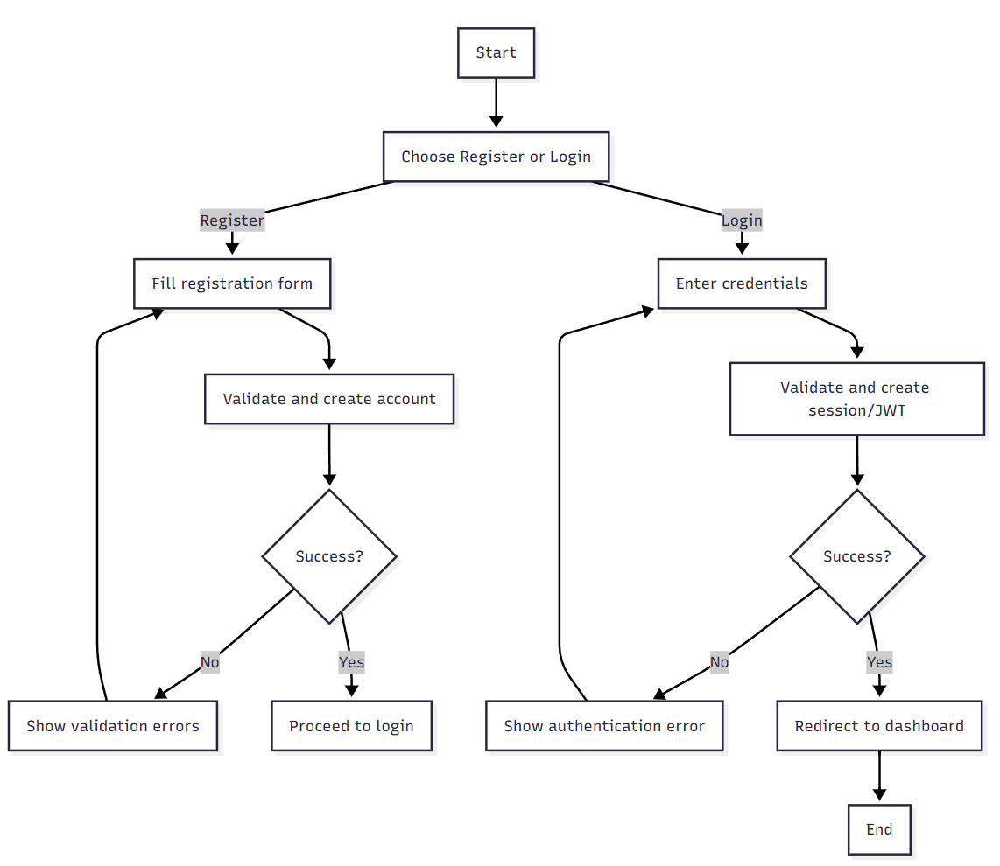 Start
Choose Register or Login
Register
Login
Fill registration form
Enter credentials
Validate and create account
Validate and create
session/JWT
Success?
Success?
No
Yes
No
Yes
Show validation errors
Proceed to login
Show authentication error
Redirect to dashboard
End